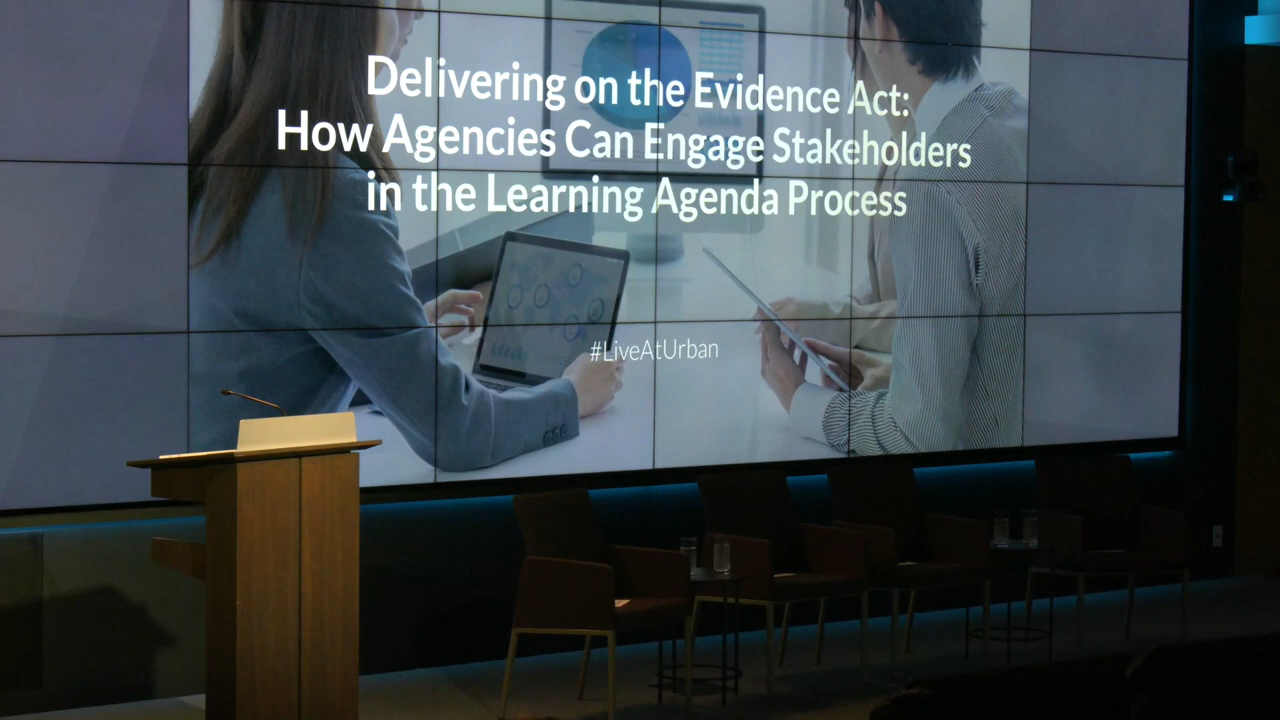 Delivering on the Evidence Act:
How Agencies Can Engage Stakeholders
in the Learning Agenda Process
#LiveAtUrban